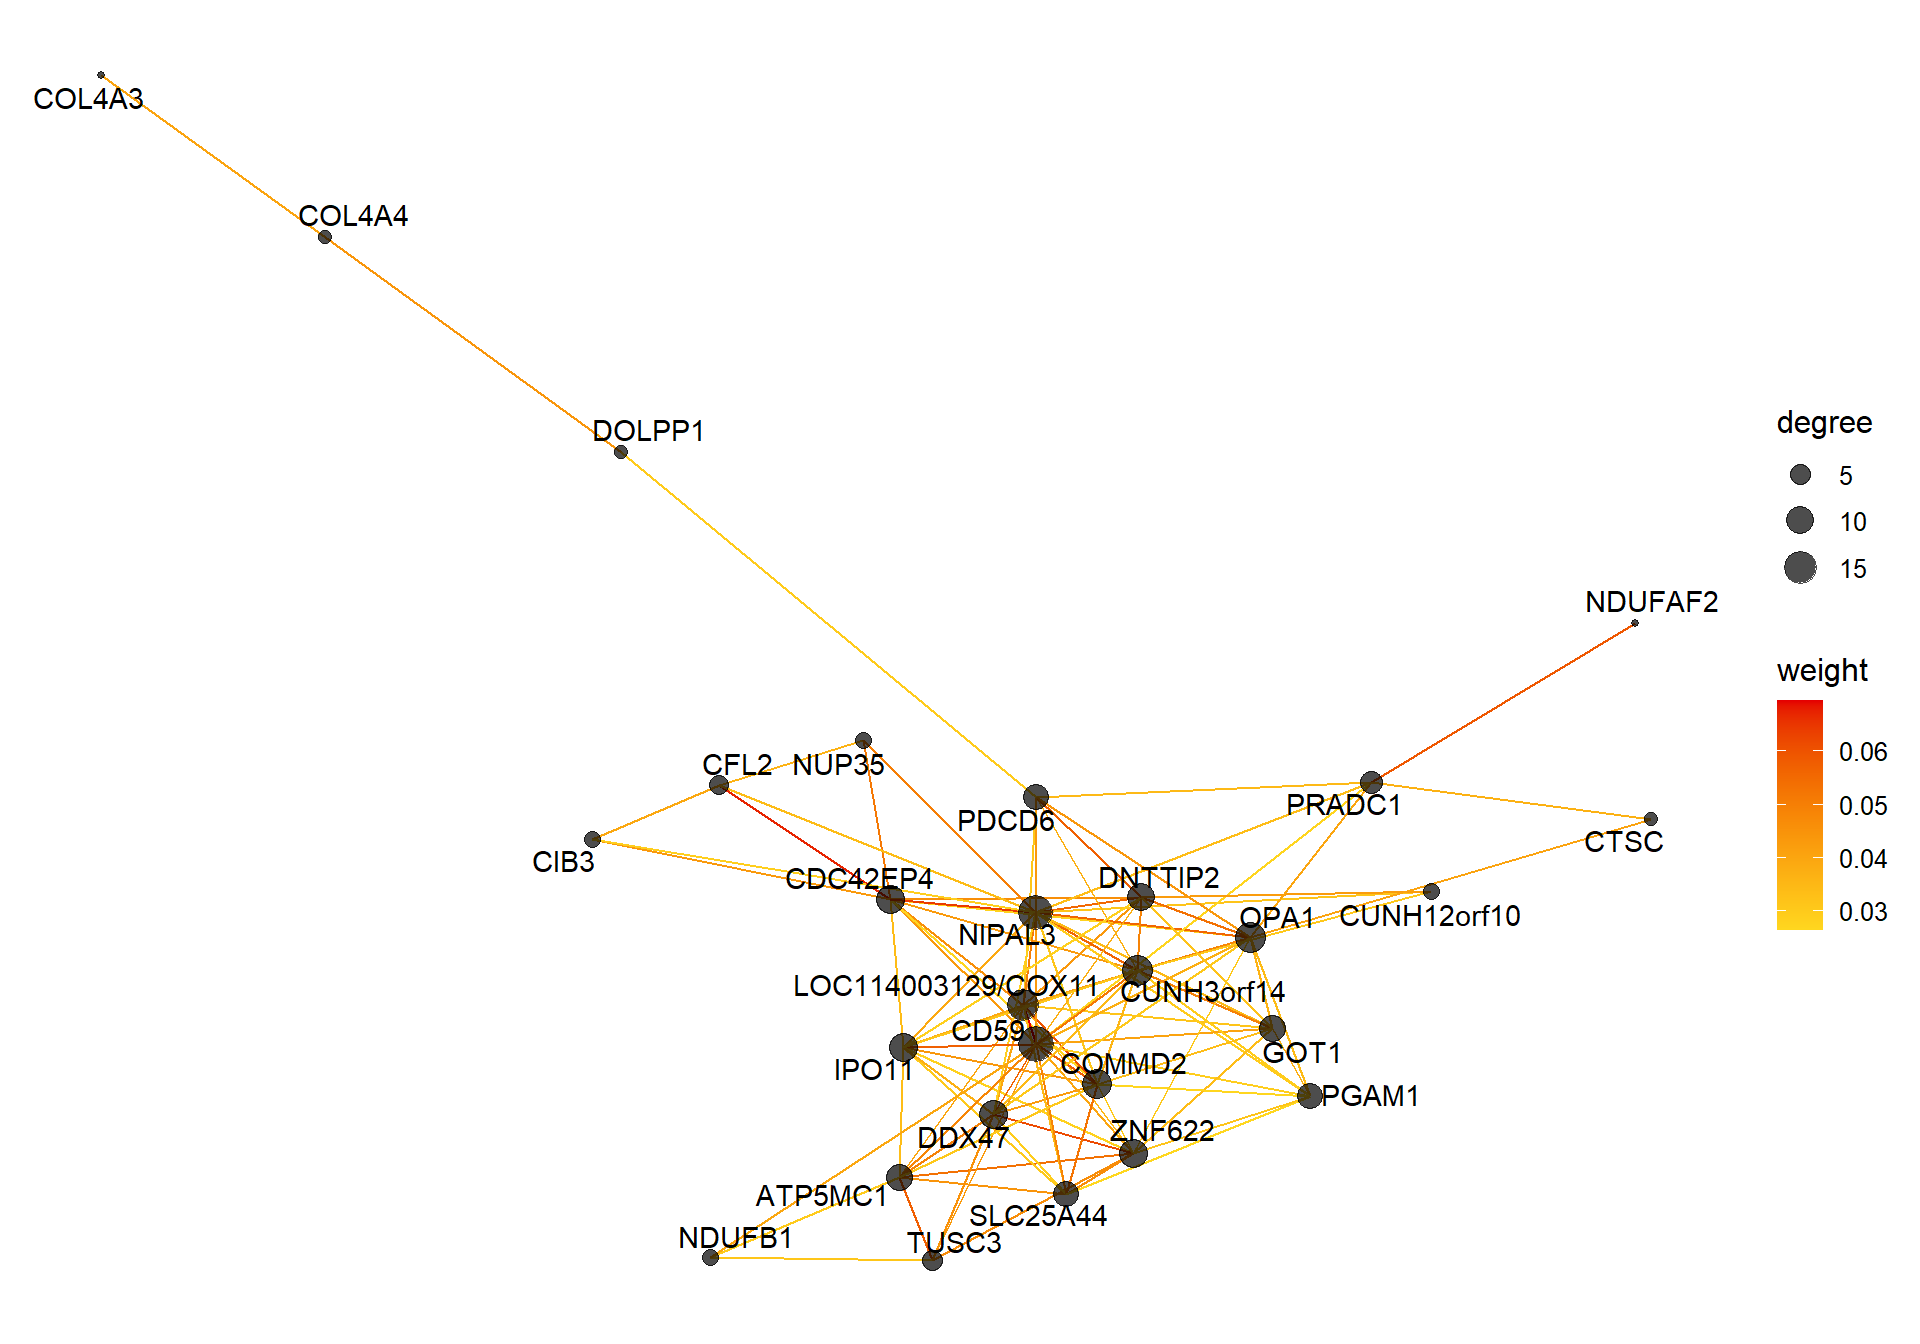 COL4A3
COL4A4
degree
DOLPP1
5
10
15
NDUFAF2
weight
0.06
0.05
0.04
0.03
CFL2
NUP35
PRADC1
PDCD6
CTSC
CIB3
CDC42EP4
DNTTIP2
CUNH12orf10
OPA1
NIPAL3
LOC114003129/COX11
CUNH3orf14
CD59
GOT1
COMMD2
IPO11
PGAM1
DDX47
ZNF622
ATP5MC1
SLC25A44
NDUFB1
TUSC3